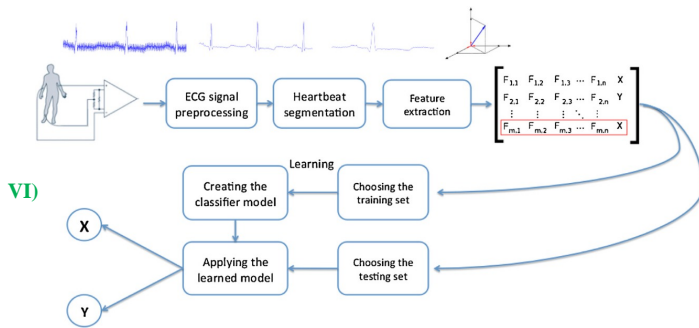 ECG signal
preprocessing
Heartbeat
segmentation
Feature
extraction
F1,1 F1,2 F1,3 ... F1,n X
F2,1 F2,2 F2,3 ... F2,n Y
⋮ ⋮ ⋮ ⋱ ⋮
Fm,1 Fm,2 Fm,3 ... Fm,n X
Learning
Creating the
classifier model
Choosing the
training set
VI)
X
Applying the
learned model
Choosing the
testing set
Y